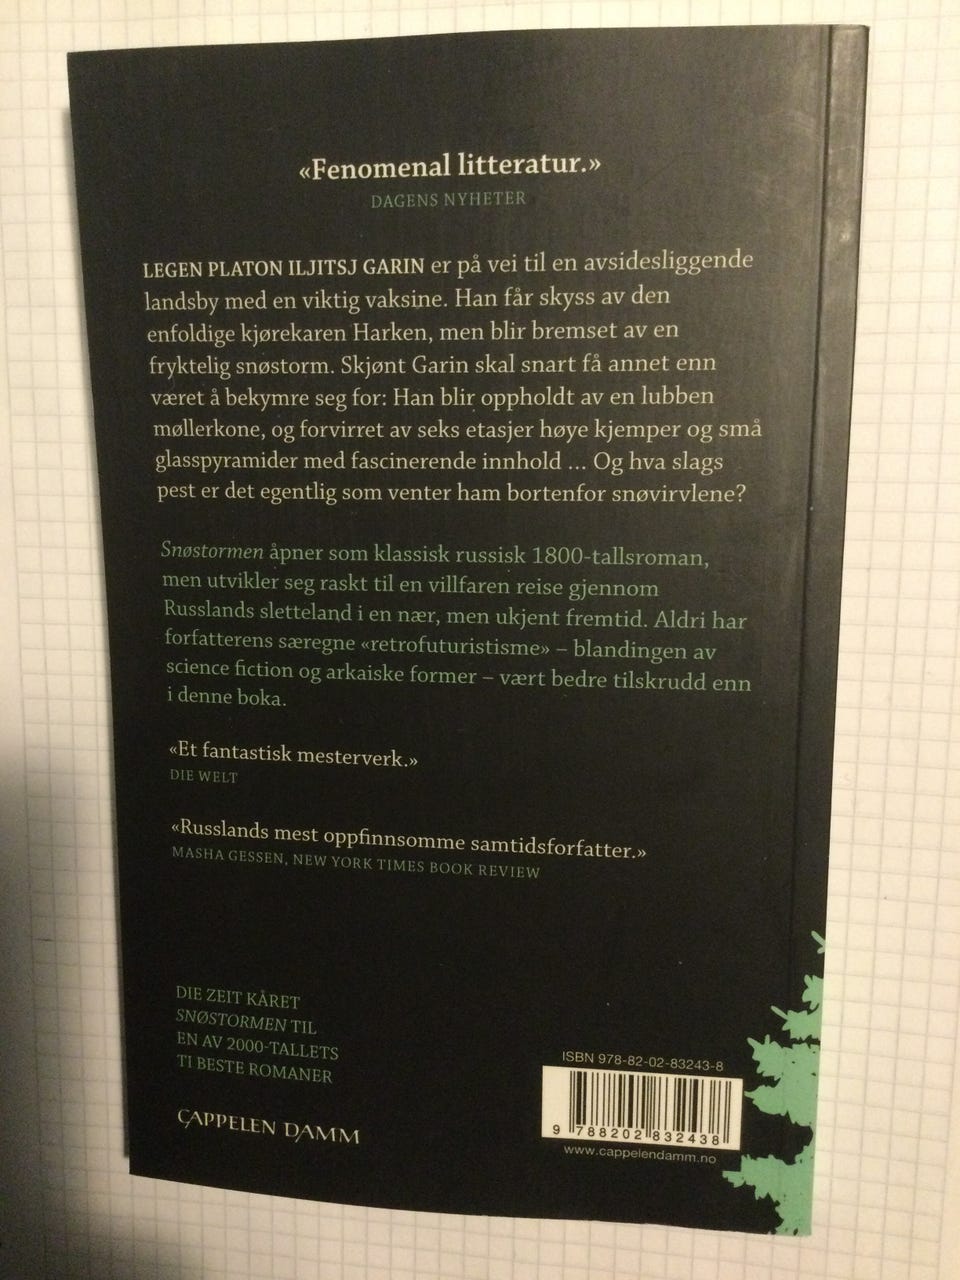 «Fenomenal litteratur.»
DAGENS NYHETER
LEGEN PLATON ILJITSJ GARIN er på vei til en avsidesliggende
landsby med en viktig vaksine. Han får skyss av den
enfoldige kjørekaren Harken, men blir bremset av en
fryktelig snøstorm. Skjønt Garin skal snart få annet enn
været å bekymre seg for: Han blir oppholdt av en lubben
møllerkone, og forvirret av seks etasjer høye kjemper og små
glasspyramider med fascinerende innhold ... Og hva slags
pest er det egentlig som venter ham bortenfor snøvirvlene?
Snøstormen åpner som klassisk russisk 1800-tallsroman,
men utvikler seg raskt til en villfaren reise gjennom
Russlands sletteland i en nær, men ukjent fremtid. Aldri har
forfatterens særegne «retrofuturistisme» – blandingen av
science fiction og arkaiske former – vært bedre tilskrudd enn
i denne boka.
«Et fantastisk mesterverk.»
DIE WELT
«Russlands mest oppfinnsomme samtidsforfatter.»
MASHA GESSEN, NEW YORK TIMES BOOK REVIEW
DIE ZEIT KÅRET
SNØSTORMEN TIL
EN AV 2000-TALLETS
TI BESTE ROMANER
CAPPELEN DAMM
ISBN 978-82-02-83243-8
9 788202 832438
www.cappelendamm.no